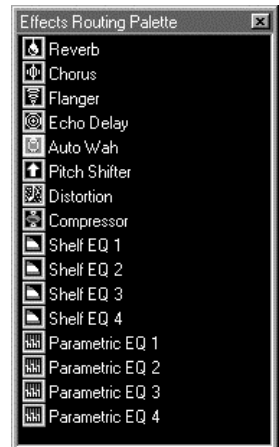 Effects Routing Palette
Reverb
Chorus
Flanger
Echo Delay
Auto Wah
Pitch Shifter
Distortion
Compressor
Shelf EQ 1
Shelf EQ 2
Shelf EQ 3
Shelf EQ 4
Parametric EQ 1
Parametric EQ 2
Parametric EQ 3
Parametric EQ 4